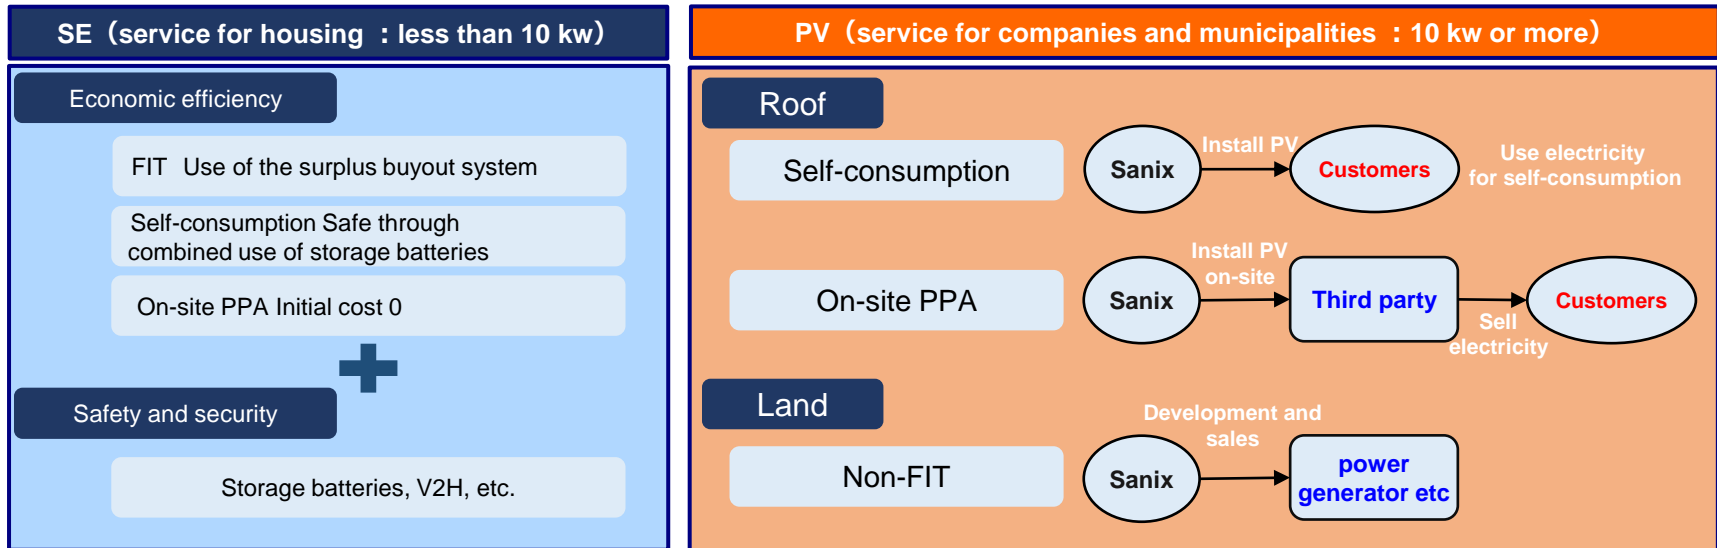 SE（service for housing ：less than 10 kw）
Economic efficiency
FIT  Use of the surplus buyout system
Self-consumption Safe through
combined use of storage batteries
On-site PPA Initial cost 0
Safety and security
Storage batteries, V2H, etc.
PV（service for companies and municipalities ：10 kw or more）
Roof
Self-consumption
Sanix
Install PV
Customers
Use electricity
for self-consumption
On-site PPA
Sanix
Install PV
on-site
Third party
Sell
electricity
Customers
Land
Non-FIT
Sanix
Development and
sales
power
generator etc